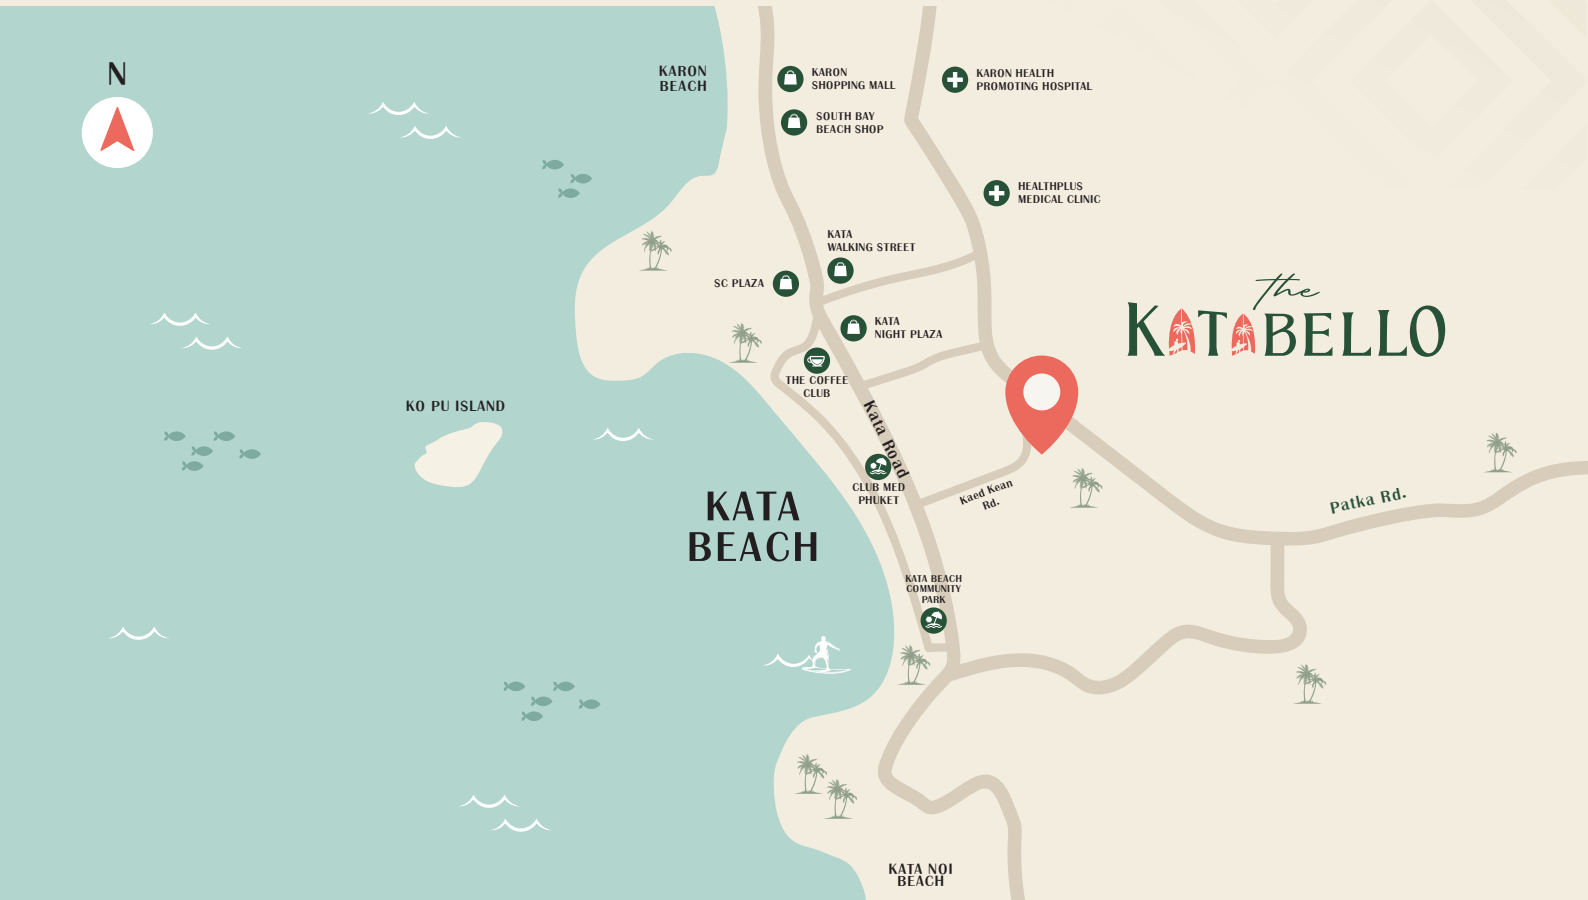 N
KARON
BEACH
KARON
SHOPPING MALL
KARON HEALTH
PROMOTING HOSPITAL
SOUTH BAY
BEACH SHOP
HEALTHPLUS
MEDICAL CLINIC
KATA
WALKING STREET
SC PLAZA
the
KATABELLO
KATA
NIGHT PLAZA
THE COFFEE
CLUB
KO PU ISLAND
Kata Road
CLUB MED
PHUKET
Kaed Kean
Rd.
Patka Rd.
KATA
BEACH
KATA BEACH
COMMUNITY
PARK
KATA NOI
BEACH